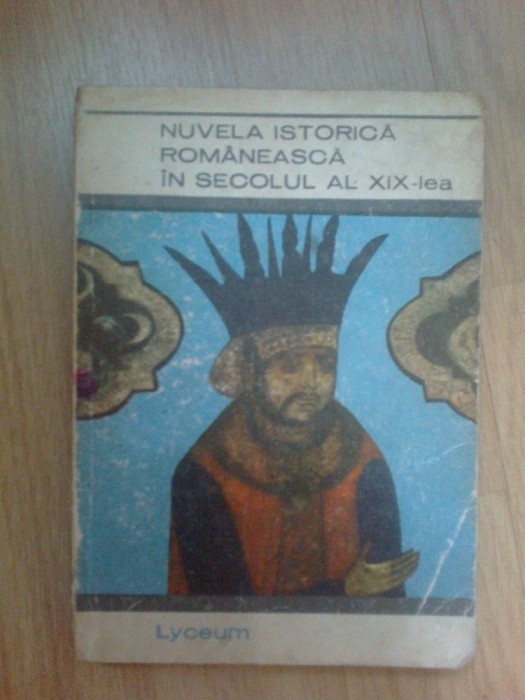 NUVELA ISTORICĂ
ROMÂNEASCĂ
ÎN SECOLUL AL XIX-lea
Lyceum